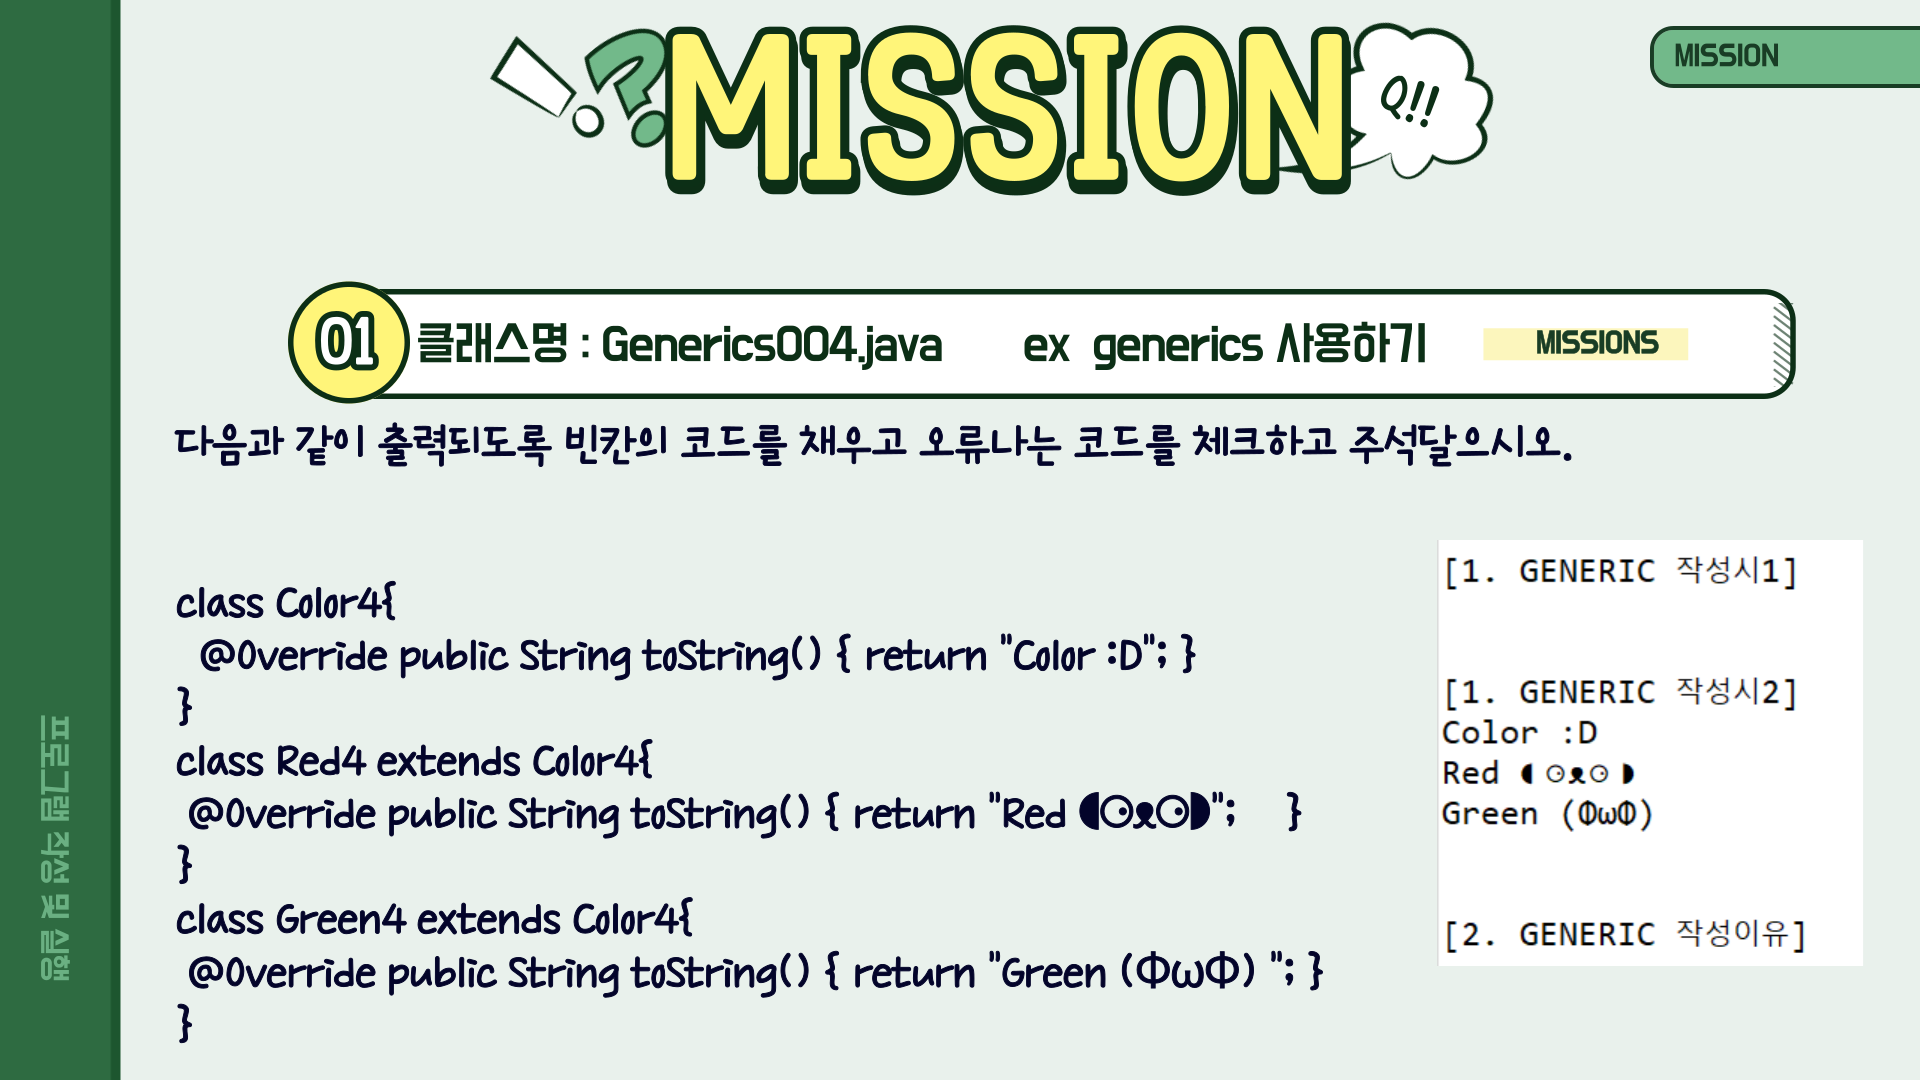 MISSION
Q!!
MISSION
01
클래스명 : Generics004.java ex generics 사용하기
MISSIONS
다음과 같이 출력되도록 빈칸의 코드를 채우고 오류나는 코드를 체크하고 주석달으시오.
class Color4{
@Override public String toString() { return "Color :D"; }
}
class Red4 extends Color4{
@Override public String toString() { return "Red ◖⚆ᴥ⚆◗"; }
}
class Green4 extends Color4{
@Override public String toString() { return "Green (ΦωΦ) "; }
}
[1. GENERIC 작성시1]
[1. GENERIC 작성시2]
Color :D
Red ◖⚆ᴥ⚆◗
Green (ΦωΦ)
[2. GENERIC 작성이유]
프로그램 작성 및 실행